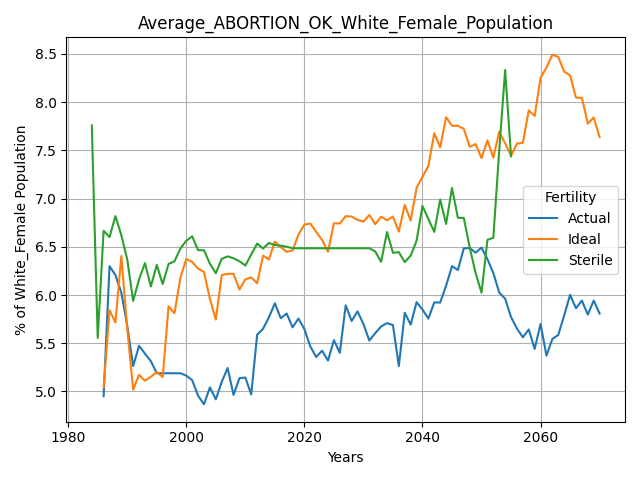 Average_ABORTION_OK_White_Female_Population
% of White_Female Population
8.5
8.0
7.5
7.0
6.5
6.0
5.5
5.0
Fertility
Actual
Ideal
Sterile
1980 2000 2020 2040 2060
Years